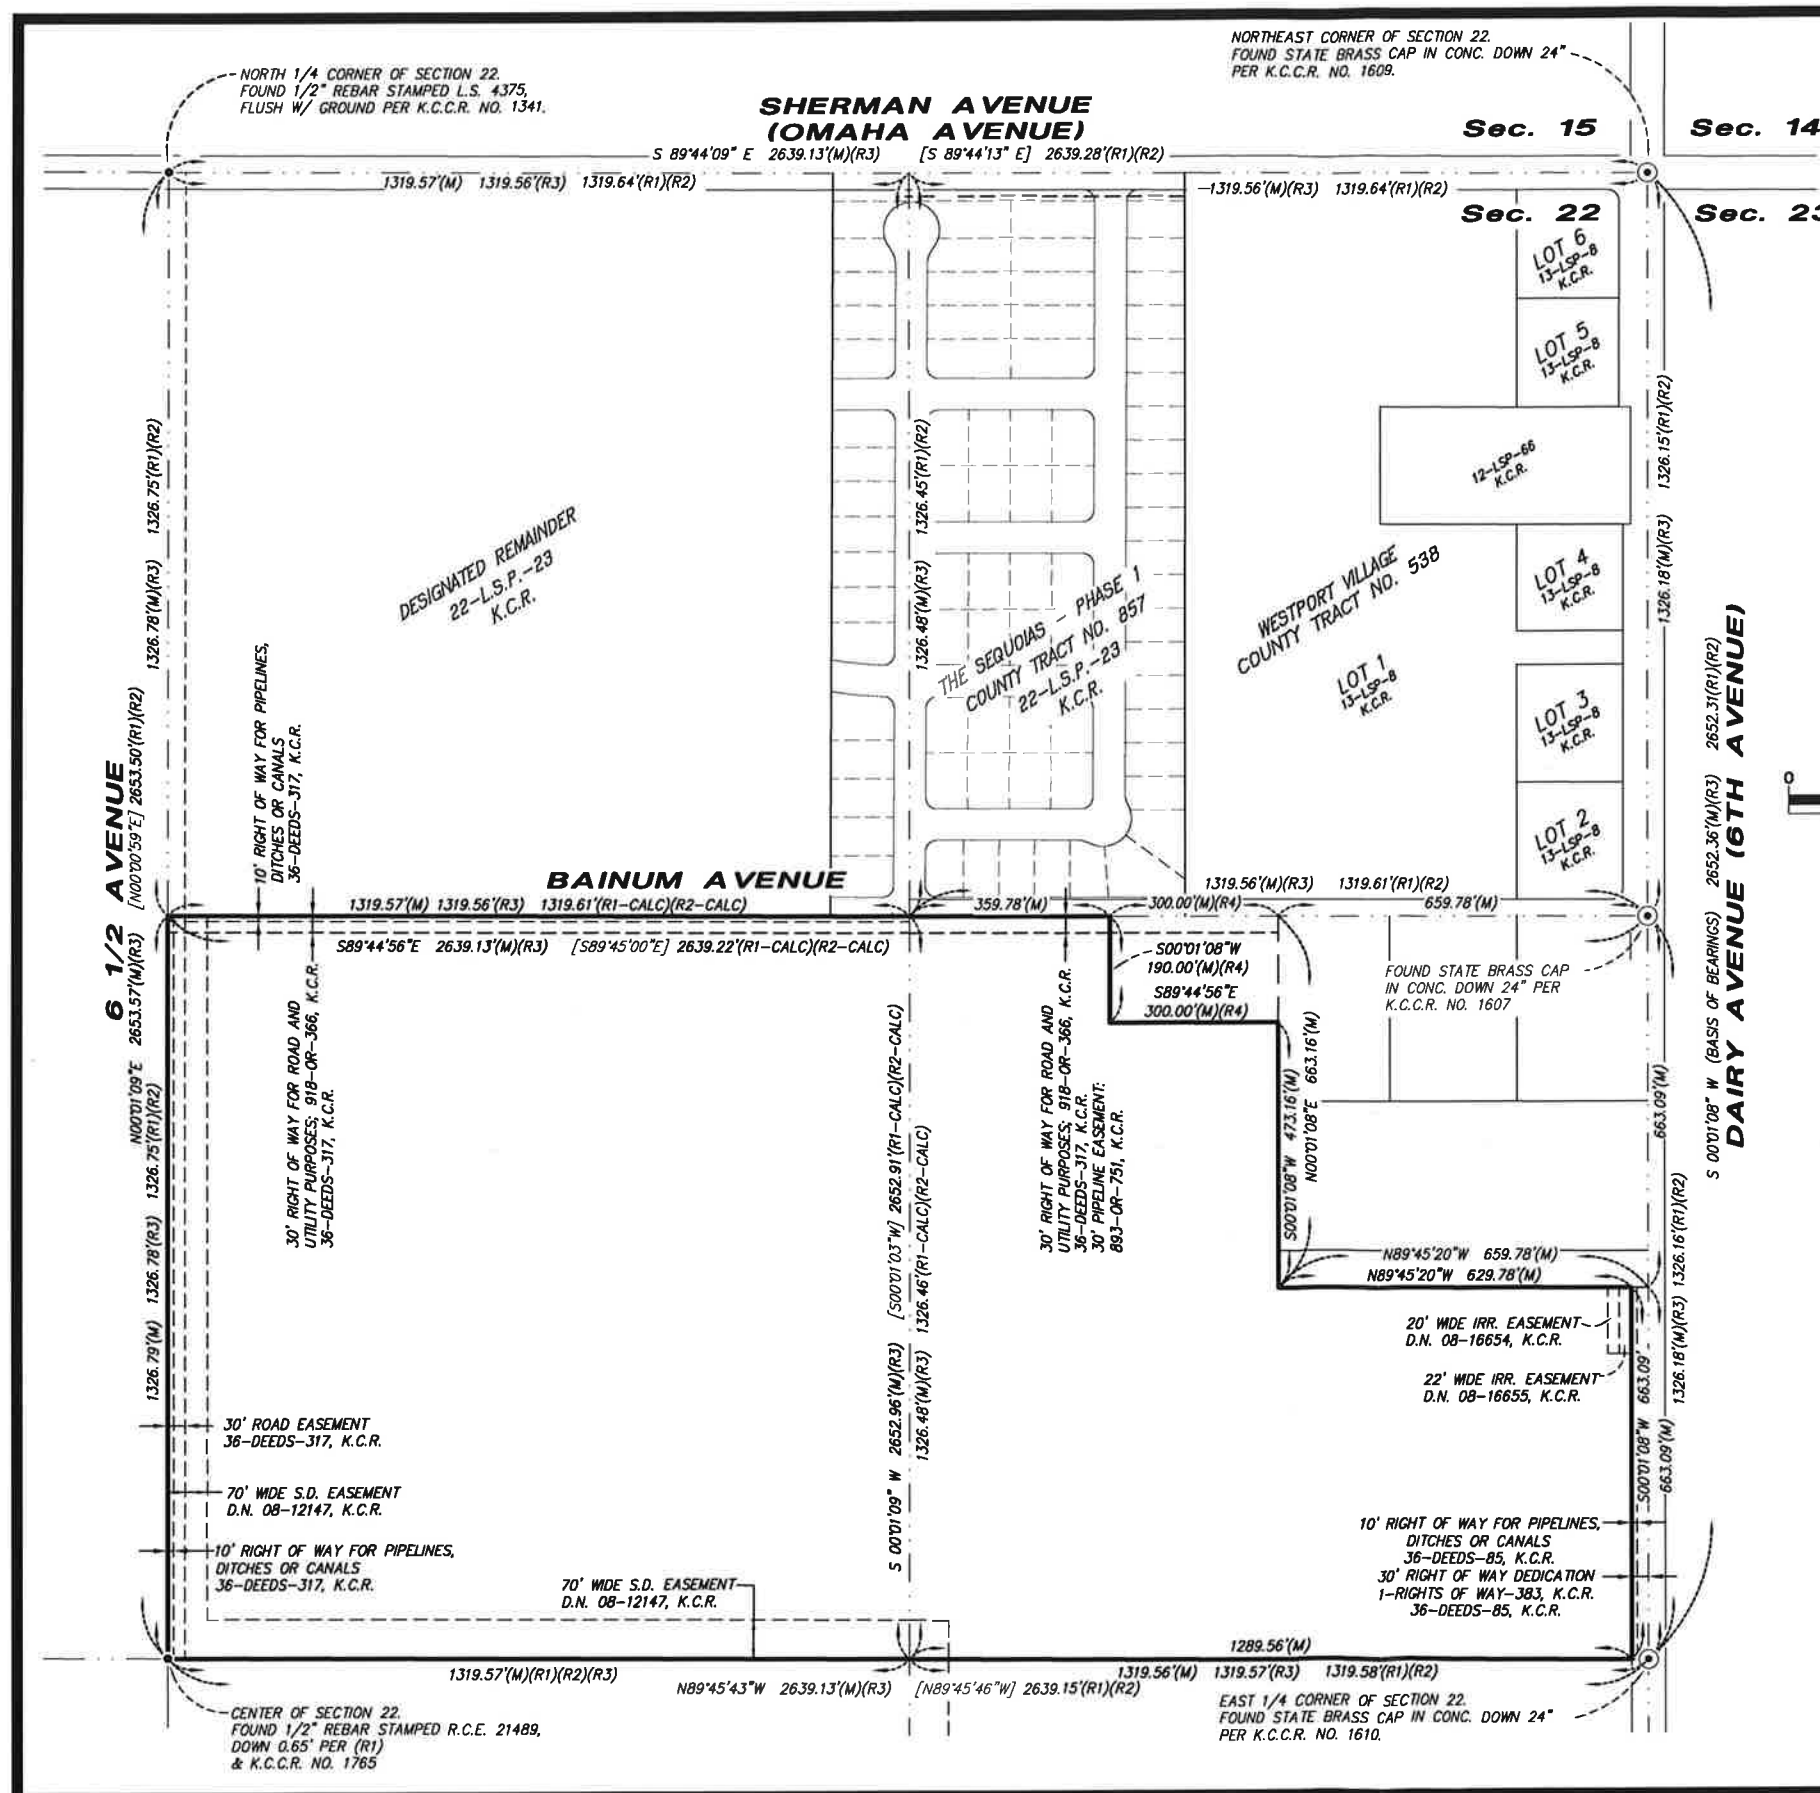 NORTH 1/4 CORNER OF SECTION 22.
FOUND 1/2" REBAR STAMPED L.S. 4375,
FLUSH W/ GROUND PER K.C.C.R. NO. 1341.
NORTHEAST CORNER OF SECTION 22.
FOUND STATE BRASS CAP IN CONC. DOWN 24"
PER K.C.C.R. NO. 1609.
SHERMAN AVENUE
(OMAHA AVENUE)
Sec. 15
Sec. 14
S 89°44'09" E 2639.13'(M)(R3) [S 89°44'13" E] 2639.28'(R1)(R2)
1319.57'(M) 1319.56'(R3) 1319.64'(R1)(R2)
1319.56'(M)(R3) 1319.64'(R1)(R2)
Sec. 22
Sec. 23
LOT 6
13-LSP-8
K.C.R.
LOT 5
13-LSP-8
K.C.R.
12-LSP-66
K.C.R.
LOT 4
13-LSP-8
K.C.R.
LOT 3
13-LSP-8
K.C.R.
LOT 2
13-LSP-8
K.C.R.
1326.78'(M)(R3) 1326.75'(R1)(R2)
1326.48'(M)(R3) 1326.45'(R1)(R2)
1326.18'(M)(R3) 1326.15'(R1)(R2)
DESIGNATED REMAINDER
22-L.S.P.-23
K.C.R.
THE SEQUOIAS - PHASE 1
COUNTY TRACT NO. 857
22-L.S.P.-23
K.C.R.
WESTPORT VILLAGE
COUNTY TRACT NO. 538
LOT 1
13-LSP-8
K.C.R.
10' RIGHT OF WAY FOR PIPELINES,
DITCHES OR CANALS
36-DEEDS-317, K.C.R.
6 1/2 AVENUE
N00°01'09"E 2653.57'(M)(R3) [N00°00'59"E] 2653.50'(R1)(R2)
DAIRY AVENUE (6TH AVENUE)
S 00°01'08" W (BASIS OF BEARINGS) 2652.36'(M)(R3) 2652.31'(R1)(R2)
0
BAINUM AVENUE
1319.57'(M) 1319.56'(R3) 1319.61'(R1-CALC)(R2-CALC)
359.78'(M)
300.00'(M)(R4)
1319.56'(M)(R3) 1319.61'(R1)(R2)
659.78'(M)
S89°44'56"E 2639.13'(M)(R3) [S89°45'00"E] 2639.22'(R1-CALC)(R2-CALC)
S00°01'08"W
190.00'(M)(R4)
S89°44'56"E
300.00'(M)(R4)
FOUND STATE BRASS CAP
IN CONC. DOWN 24" PER
K.C.C.R. NO. 1607
30' RIGHT OF WAY FOR ROAD AND
UTILITY PURPOSES; 918-OR-366, K.C.R.
36-DEEDS-317, K.C.R.
30' RIGHT OF WAY FOR ROAD AND
UTILITY PURPOSES; 918-OR-366, K.C.R.
36-DEEDS-317, K.C.R.
30' PIPELINE EASEMENT:
893-OR-751, K.C.R.
1326.79'(M) 1326.78'(R3) 1326.75'(R1)(R2)
S 00°01'09" W 2652.96'(M)(R3) [S00°01'03"W] 2652.91'(R1-CALC)(R2-CALC)
1326.48'(M)(R3) 1326.46'(R1-CALC)(R2-CALC)
S00°01'08"W 473.16'(M)
N00°01'08"E 663.16'(M)
663.09'(M)
1326.18'(M)(R3) 1326.16'(R1)(R2)
N89°45'20"W 659.78'(M)
N89°45'20"W 629.78'(M)
20' WIDE IRR. EASEMENT
D.N. 08-16654, K.C.R.
22' WIDE IRR. EASEMENT
D.N. 08-16655, K.C.R.
S00°01'08"W 663.09'
663.09'(M)
30' ROAD EASEMENT
36-DEEDS-317, K.C.R.
70' WIDE S.D. EASEMENT
D.N. 08-12147, K.C.R.
10' RIGHT OF WAY FOR PIPELINES,
DITCHES OR CANALS
36-DEEDS-317, K.C.R.
70' WIDE S.D. EASEMENT
D.N. 08-12147, K.C.R.
10' RIGHT OF WAY FOR PIPELINES,
DITCHES OR CANALS
36-DEEDS-85, K.C.R.
30' RIGHT OF WAY DEDICATION
1-RIGHTS OF WAY-383, K.C.R.
36-DEEDS-85, K.C.R.
1289.56'(M)
1319.57'(M)(R1)(R2)(R3)
1319.56'(M) 1319.57'(R3) 1319.58'(R1)(R2)
N89°45'43"W 2639.13'(M)(R3) [N89°45'46"W] 2639.15'(R1)(R2)
CENTER OF SECTION 22.
FOUND 1/2" REBAR STAMPED R.C.E. 21489,
DOWN 0.65' PER (R1)
& K.C.C.R. NO. 1765
EAST 1/4 CORNER OF SECTION 22.
FOUND STATE BRASS CAP IN CONC. DOWN 24"
PER K.C.C.R. NO. 1610.